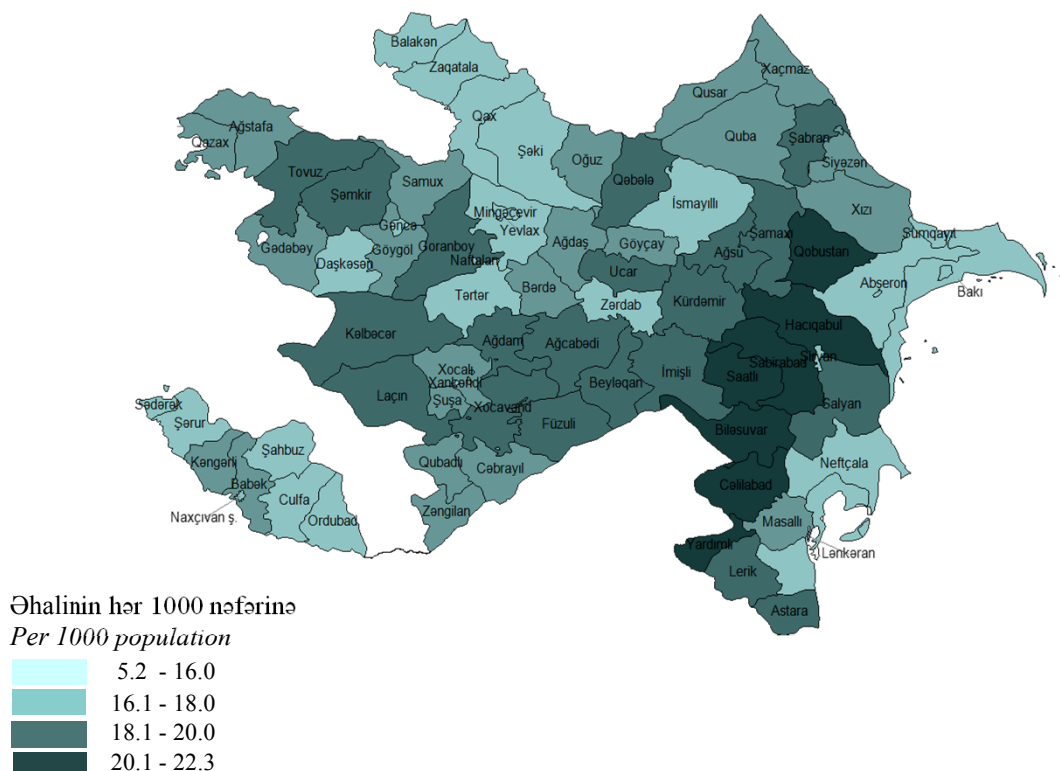 Balakən
Zaqatala
Xaçmaz
Qusar
Qax
Ağstafa
Quba
Qazax
Şəki
Şabran
Oğuz
Siyəzən
Tovuz
Samux
Qəbələ
Şəmkir
İsmayıllı
Xızı
Mingəçevir
Gəncə
Yevlax
Şamaxı
Sumqayıt
Gədəbəy
Göygöl
Goranboy
Ağdaş
Göyçay
Ağsu
Qobustan
Daşkəsən
Naftalan
Ucar
Abşeron
Bakı
Tərtər
Bərdə
Zərdab
Kürdəmir
Hacıqabul
Kəlbəcər
Ağdam
Ağcabədi
Şirvan
Sabirabad
Xocalı
İmişli
Saatlı
Xankəndi
Beyləqan
Laçın
Şuşa
Xocavənd
Salyan
Sədərək
Füzuli
Şərur
Biləsuvar
Şahbuz
Kəngərli
Qubadlı
Cəbrayıl
Neftçala
Babək
Cəlilabad
Culfa
Zəngilan
Naxçıvan ş.
Ordubad
Masallı
Yardımlı
Lənkəran
Lerik
Astara
Əhalinin hər 1000 nəfərinə
Per 1000 population
5.2 - 16.0
16.1 - 18.0
18.1 - 20.0
20.1 - 22.3